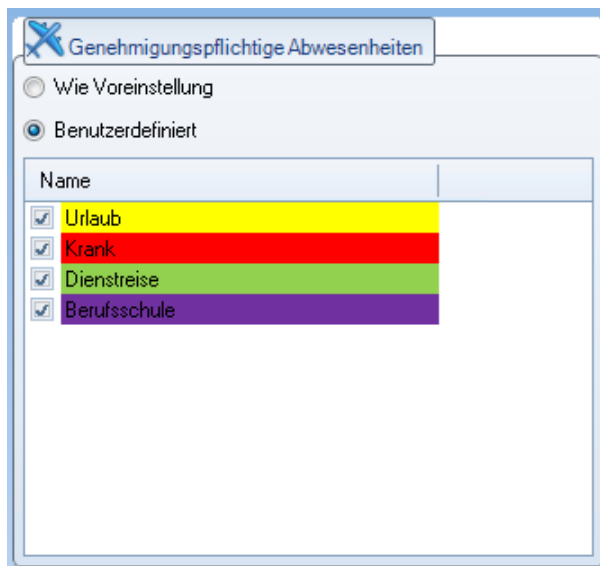 Genehmigungspflichtige Abwesenheiten
Wie Voreinstellung
Benutzerdefiniert
Name
Urlaub
Krank
Dienstreise
Berufsschule